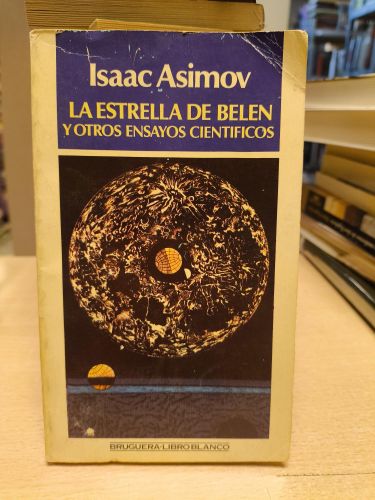 Isaac Asimov
LA ESTRELLA DE BELEN
Y OTROS ENSAYOS CIENTIFICOS
BRUGUERA-LIBRO BLANCO